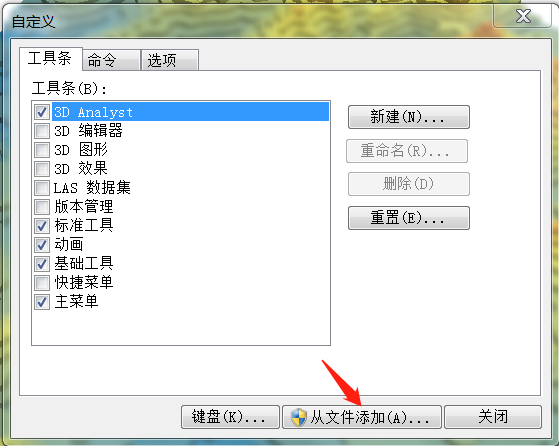 自定义
工具条 命令 选项
工具条(B):
3D Analyst
3D 编辑器
3D 图形
3D 效果
LAS 数据集
版本管理
标准工具
动画
基础工具
快捷菜单
主菜单
新建(N)...
重命名(R)...
删除(D)
重置(E)...
键盘(K)... 从文件添加(A)... 关闭